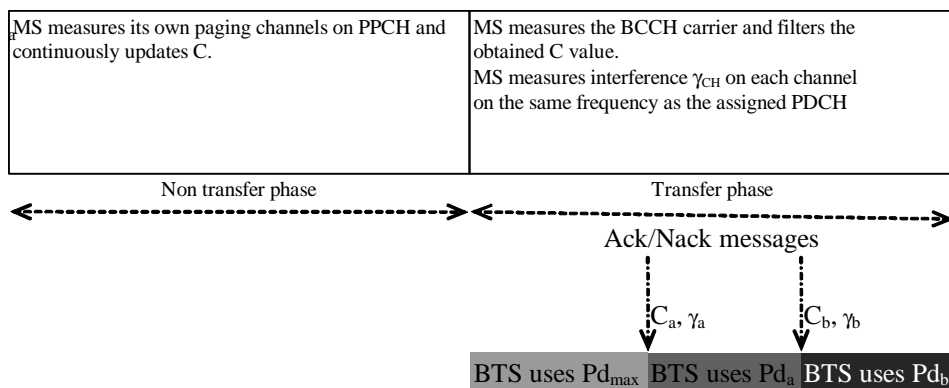 a
MS measures its own paging channels on PPCH and
continuously updates C.
MS measures the BCCH carrier and filters the
obtained C value.
MS measures interference γCH on each channel
on the same frequency as the assigned PDCH
Non transfer phase
Transfer phase
Ack/Nack messages
Ca, γa
Cb, γb
BTS uses Pdmax
BTS uses Pda
BTS uses Pdb